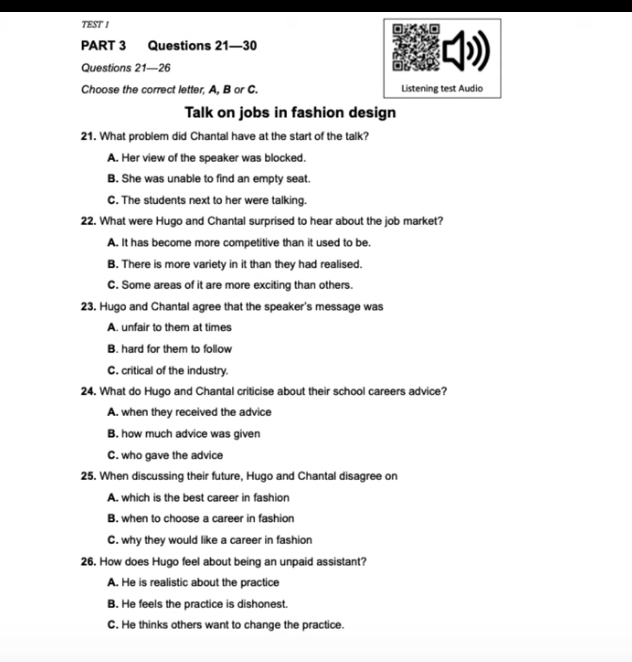 TEST 1
PART 3 Questions 21—30
Questions 21—26
Choose the correct letter, A, B or C.
Listening test Audio
Talk on jobs in fashion design
21. What problem did Chantal have at the start of the talk?
A. Her view of the speaker was blocked.
B. She was unable to find an empty seat.
C. The students next to her were talking.
22. What were Hugo and Chantal surprised to hear about the job market?
A. It has become more competitive than it used to be.
B. There is more variety in it than they had realised.
C. Some areas of it are more exciting than others.
23. Hugo and Chantal agree that the speaker's message was
A. unfair to them at times
B. hard for them to follow
C. critical of the industry.
24. What do Hugo and Chantal criticise about their school careers advice?
A. when they received the advice
B. how much advice was given
C. who gave the advice
25. When discussing their future, Hugo and Chantal disagree on
A. which is the best career in fashion
B. when to choose a career in fashion
C. why they would like a career in fashion
26. How does Hugo feel about being an unpaid assistant?
A. He is realistic about the practice
B. He feels the practice is dishonest.
C. He thinks others want to change the practice.